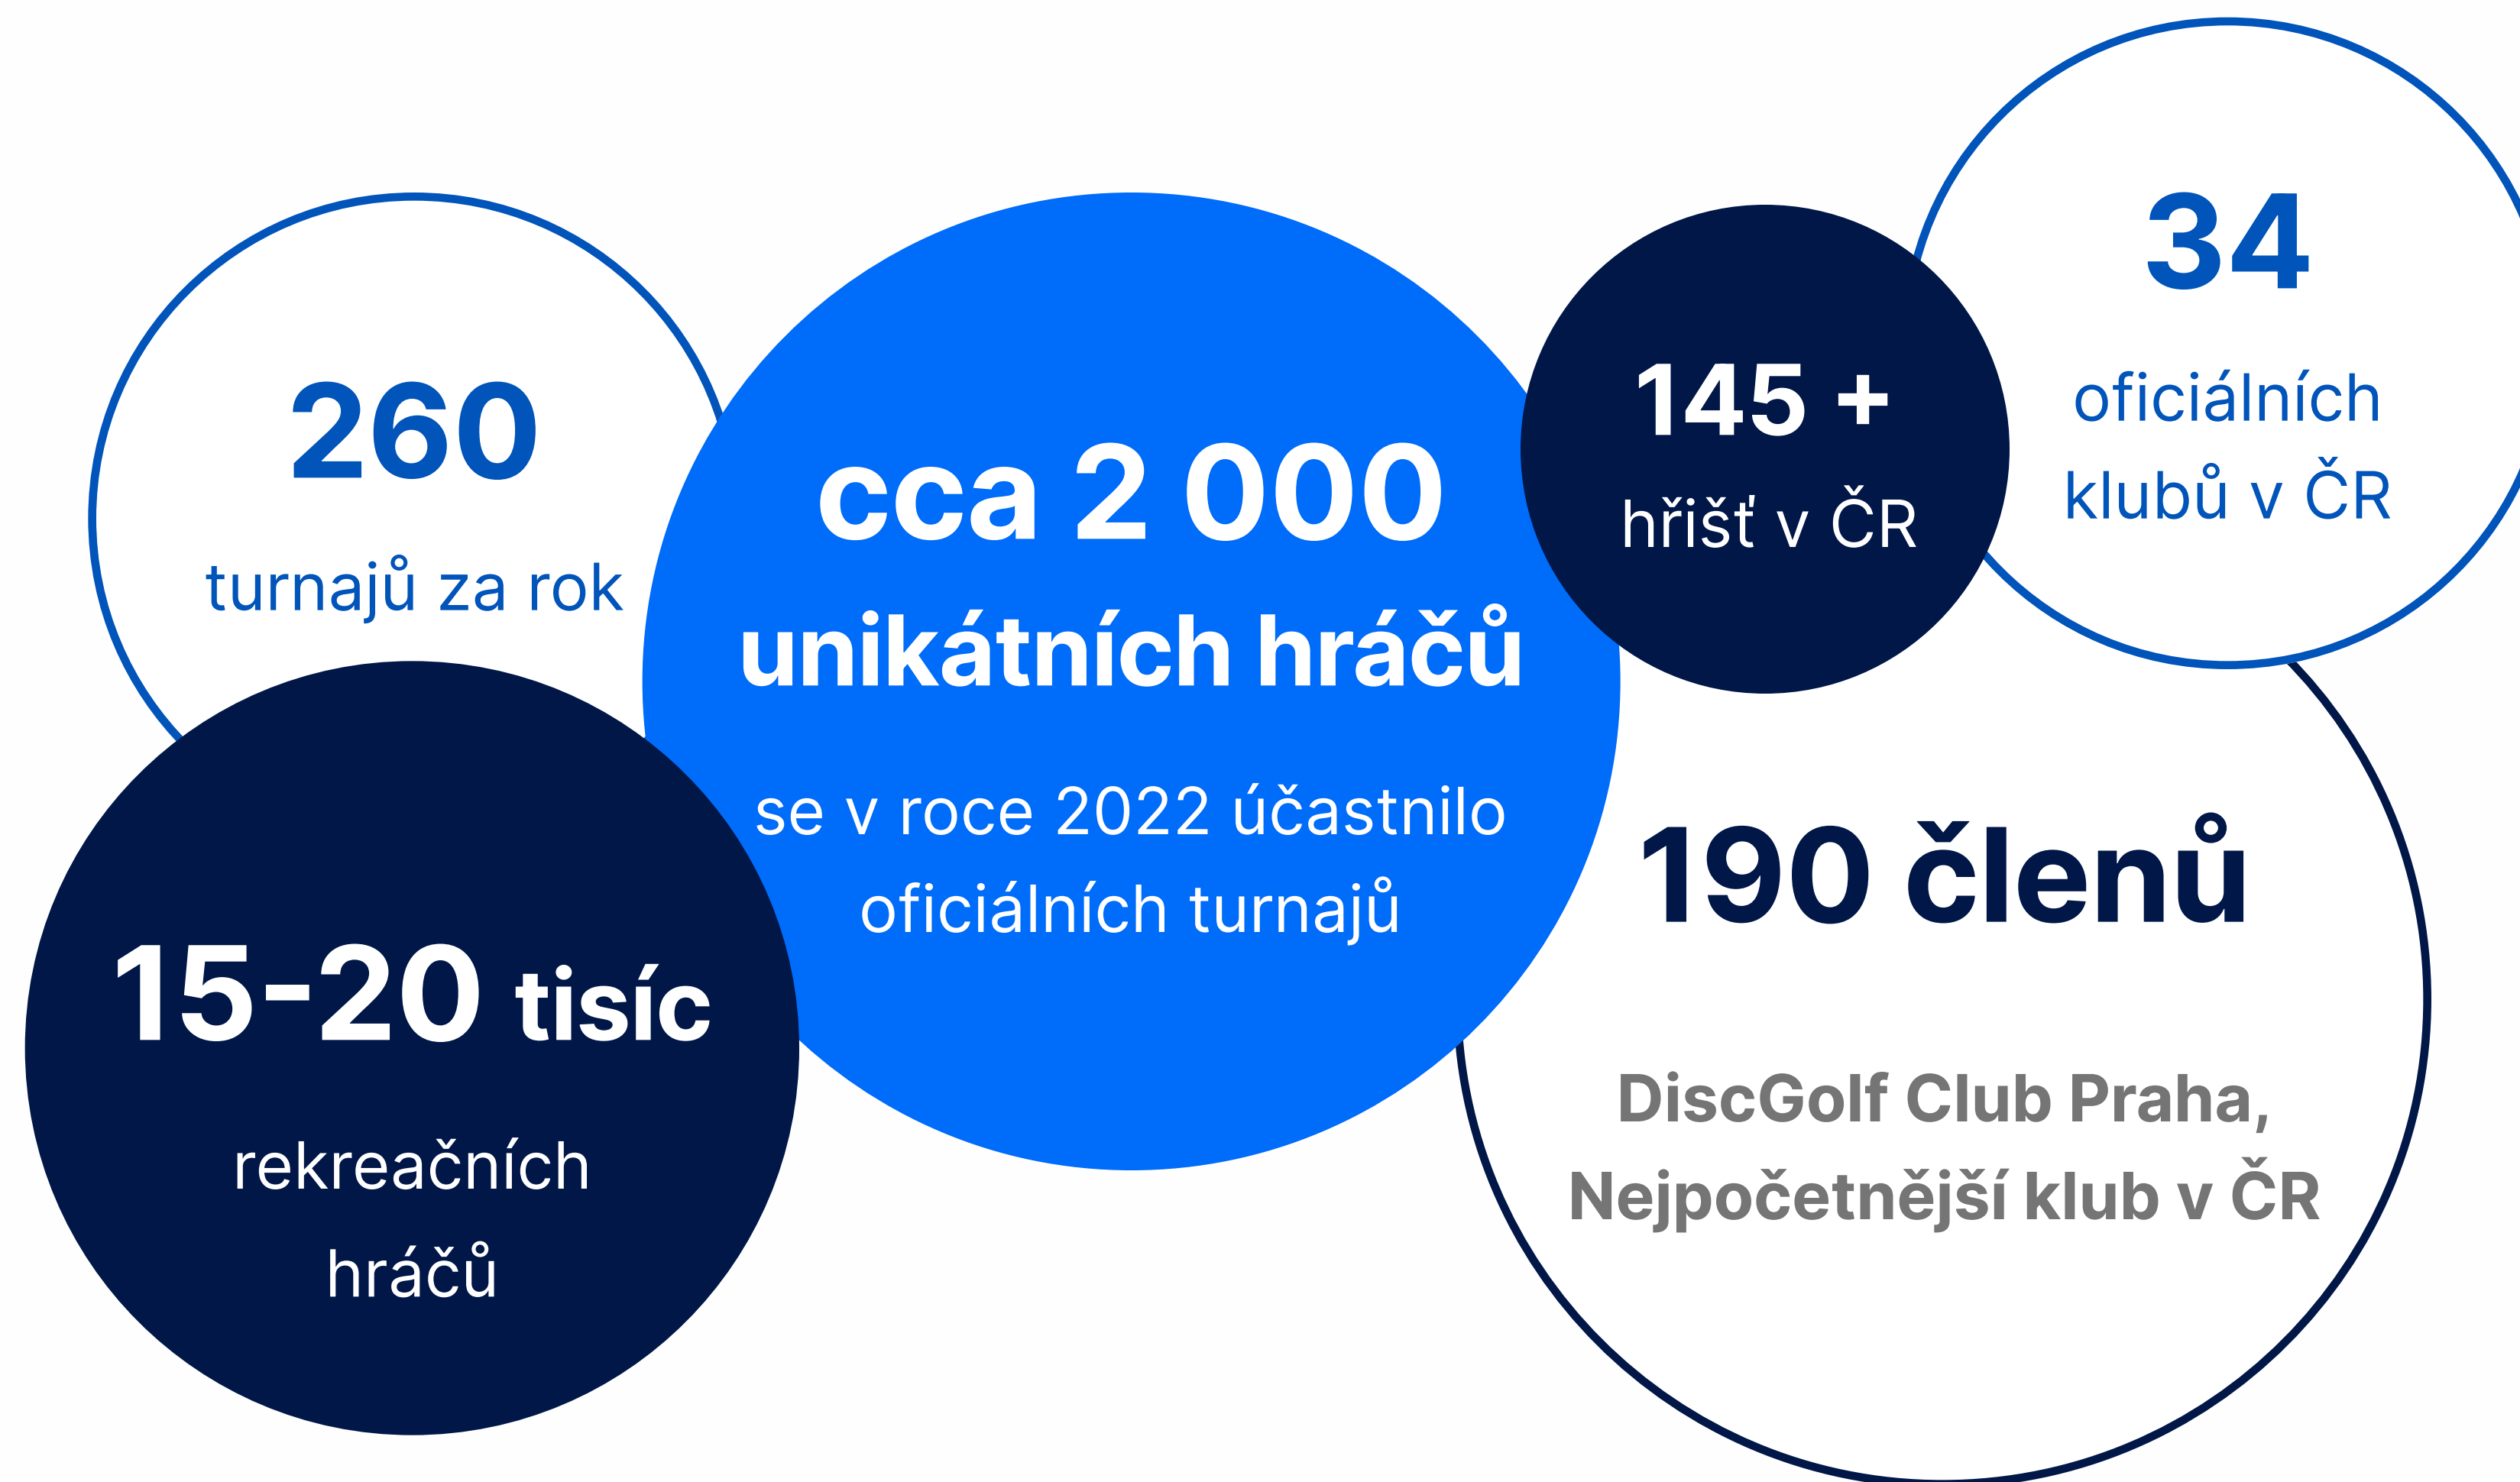 260
turnajů za rok
cca 2 000
unikátních hráčů
se v roce 2022 účastnilo
oficiálních turnajů
145 +
hřišť v ČR
34
oficiálních
klubů v ČR
15-20 tisíc
rekreačních
hráčů
190 členů
DiscGolf Club Praha,
Nejpočetnější klub v ČR